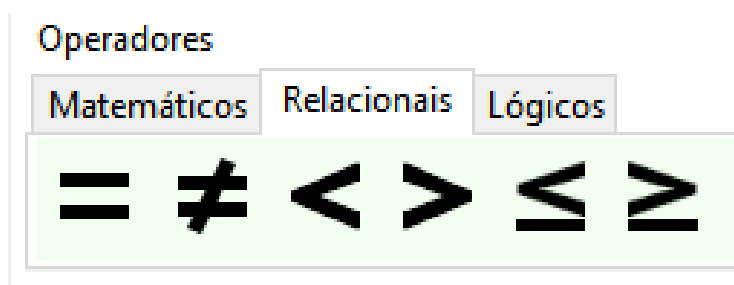 Operadores
Matemáticos Relacionais Lógicos
= ≠ < > ≤ ≥